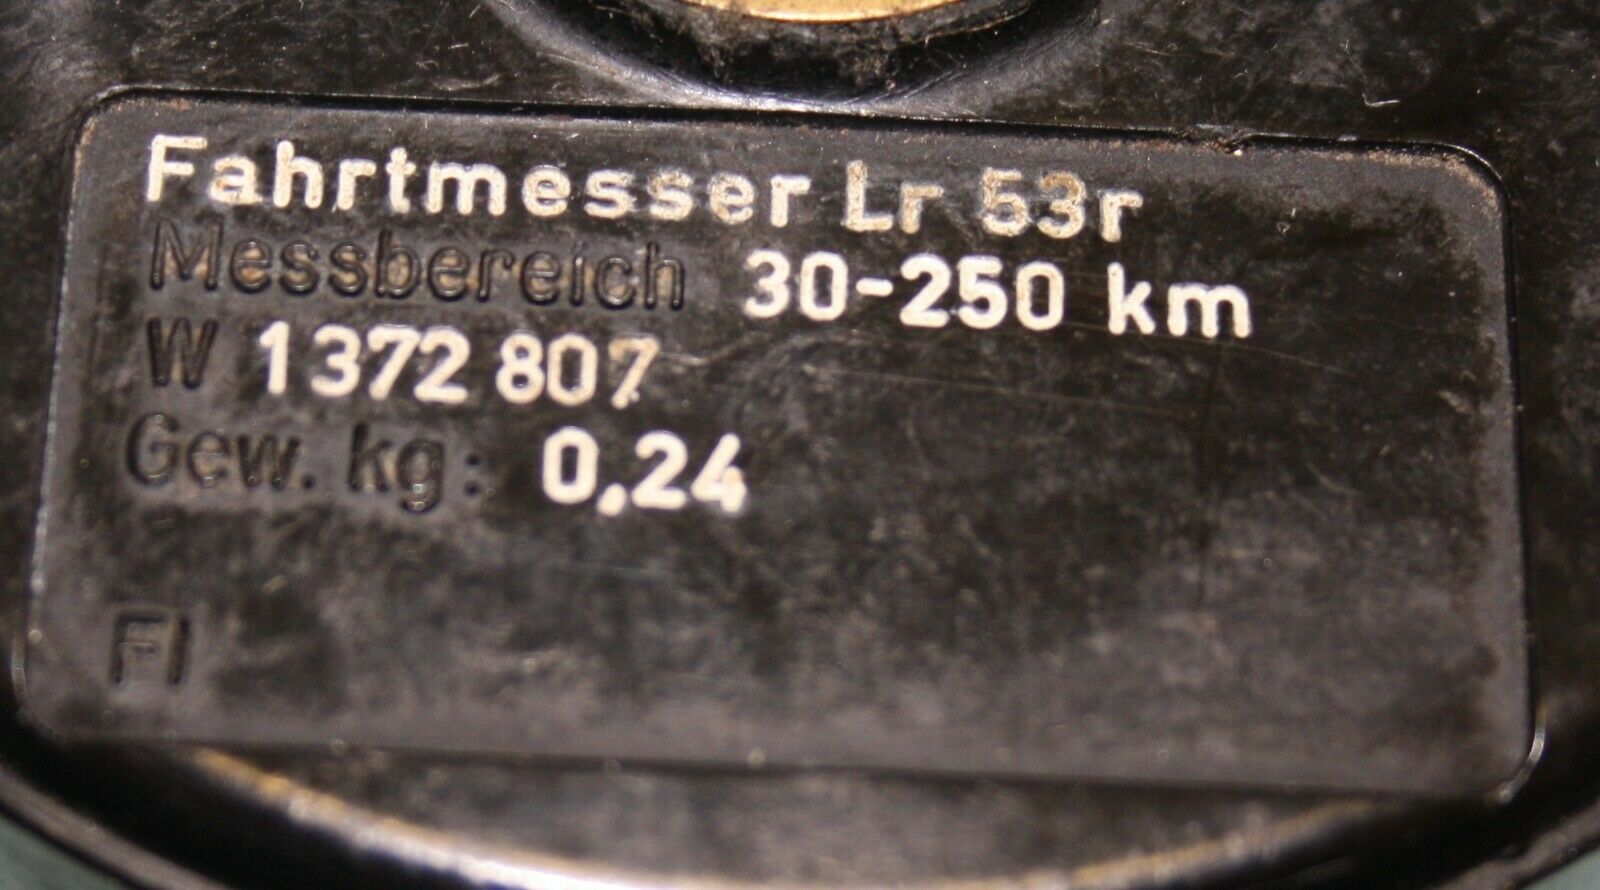 Fahrtmesser Lr 53r
Messbereich 30-250 km
W 1372 807
Gew. kg: 0,24
Fl